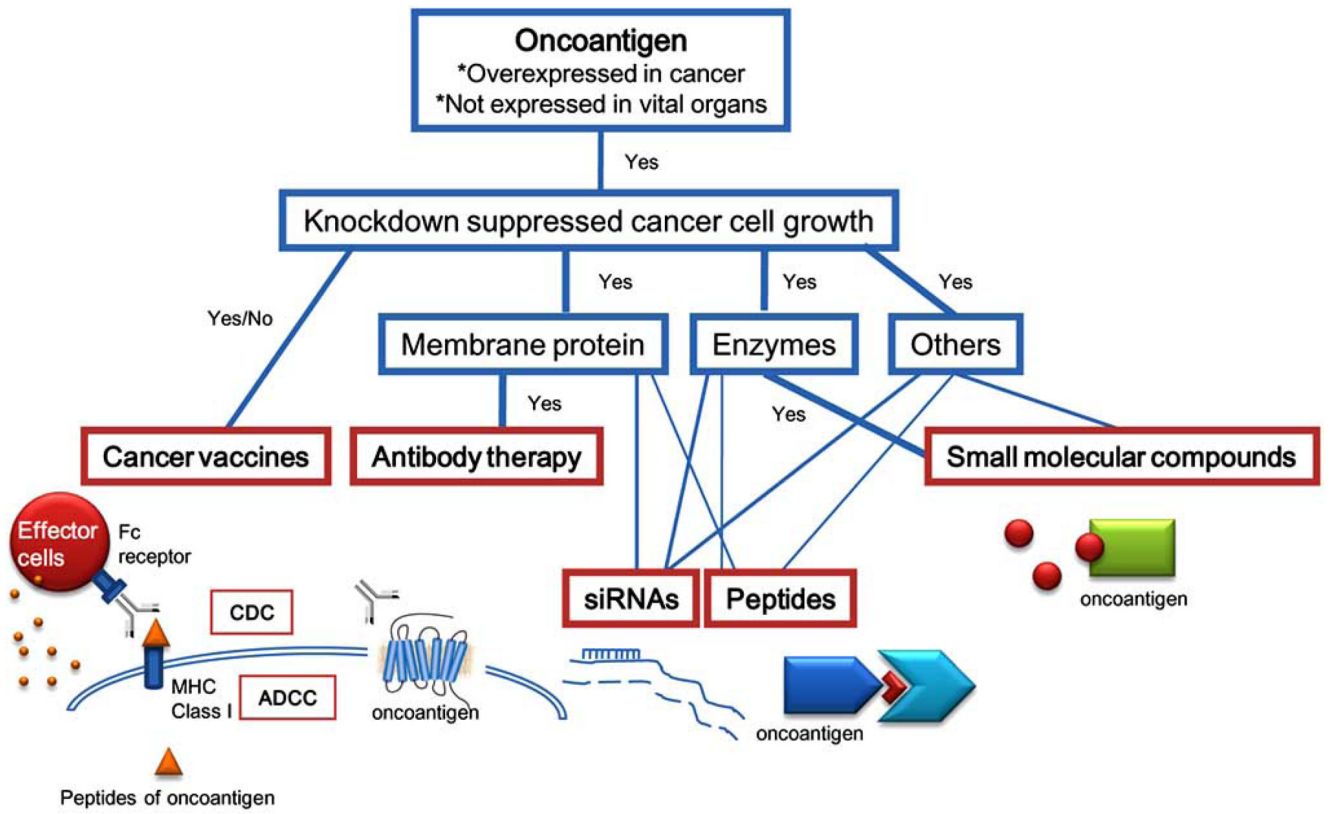 Oncoantigen
*Overexpressed in cancer
*Not expressed in vital organs
Yes
Knockdown suppressed cancer cell growth
Yes/No
Yes
Yes
Yes
Membrane protein
Enzymes
Others
Yes
Yes
Cancer vaccines
Antibody therapy
Small molecular compounds
siRNAs
Peptides
Effector
cells
Fc
receptor
CDC
MHC
Class I
ADCC
oncoantigen
oncoantigen
oncoantigen
Peptides of oncoantigen